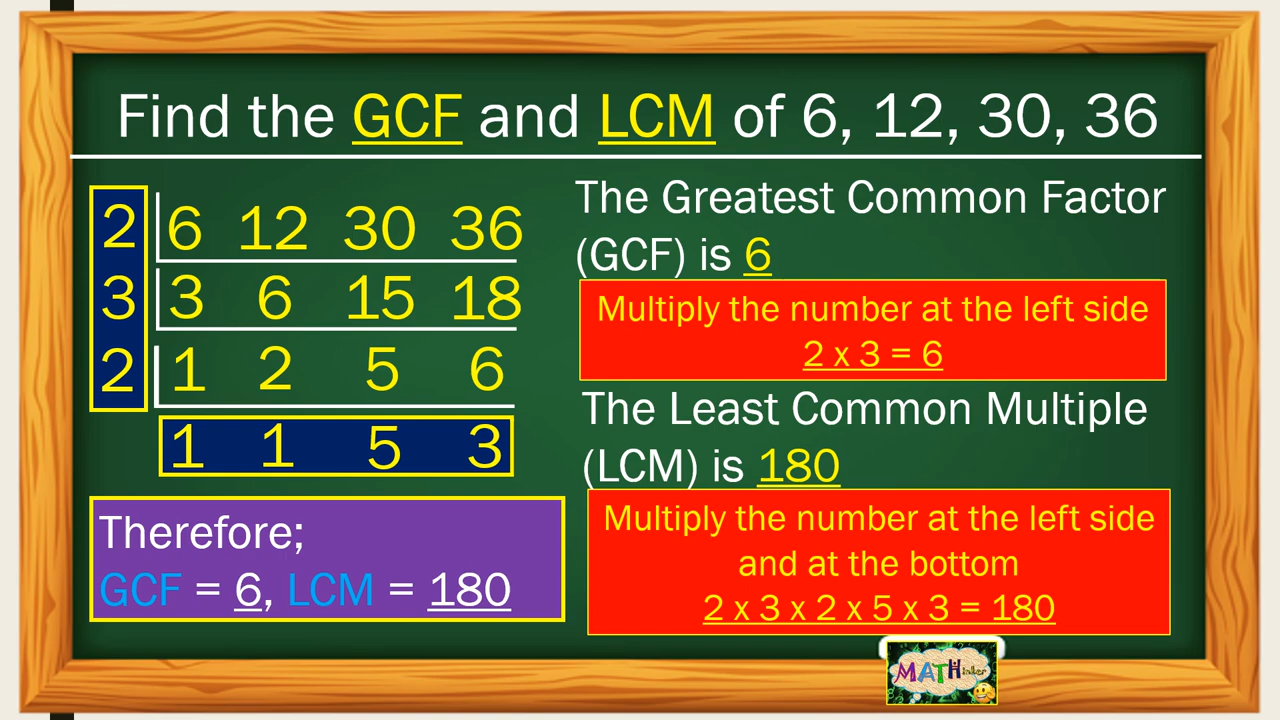 Find the GCF and LCM of 6, 12, 30, 36
2 6 12 30 36
3 3 6 15 18
2 1 2 5 6
1 1 5 3
Therefore;
GCF = 6, LCM = 180
The Greatest Common Factor
(GCF) is 6
Multiply the number at the left side
2 x 3 = 6
The Least Common Multiple
(LCM) is 180
Multiply the number at the left side
and at the bottom
2 x 3 x 2 x 5 x 3 = 180
MATHinker